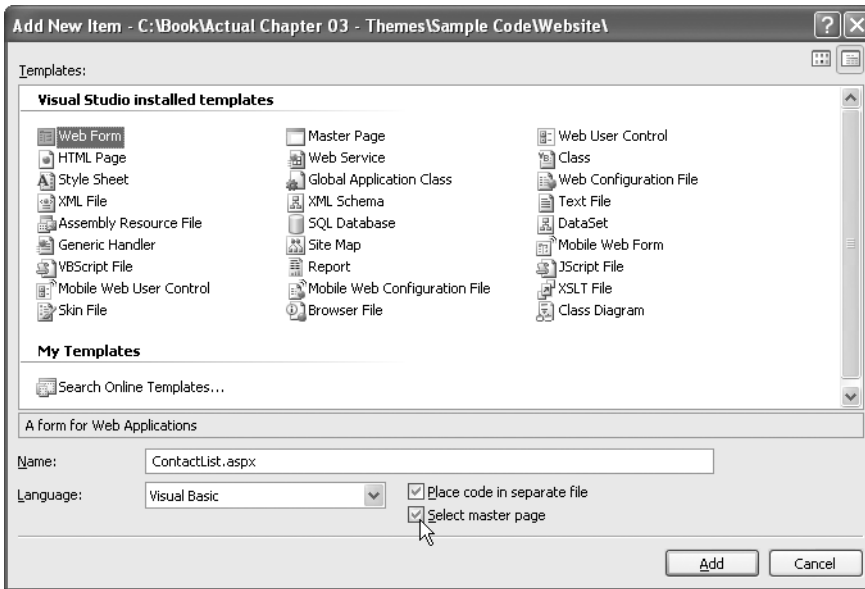 Add New Item - C:\Book\Actual Chapter 03 - Themes\Sample Code\Website\
Templates:
Visual Studio installed templates
Web Form
Master Page
Web User Control
HTML Page
Web Service
Class
Style Sheet
Global Application Class
Web Configuration File
XML File
XML Schema
Text File
Assembly Resource File
SQL Database
DataSet
Generic Handler
Site Map
Mobile Web Form
VBScript File
Report
JScript File
Mobile Web User Control
Mobile Web Configuration File
XSLT File
Skin File
Browser File
Class Diagram
My Templates
Search Online Templates...
A form for Web Applications
Name: ContactList.aspx
Language: Visual Basic
Place code in separate file
Select master page
Add
Cancel